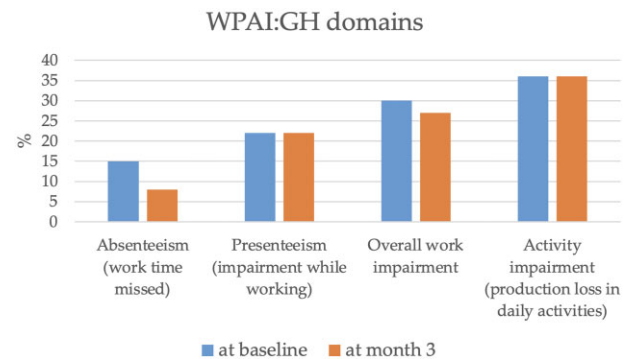 WPAI:GH domains
40
35
30
25
20
15
10
5
0
%
Absenteeism
(work time
missed)
Presenteeism
(impairment while
working)
Overall work
impairment
Activity
impairment
(production loss in
daily activities)
at baseline
at month 3